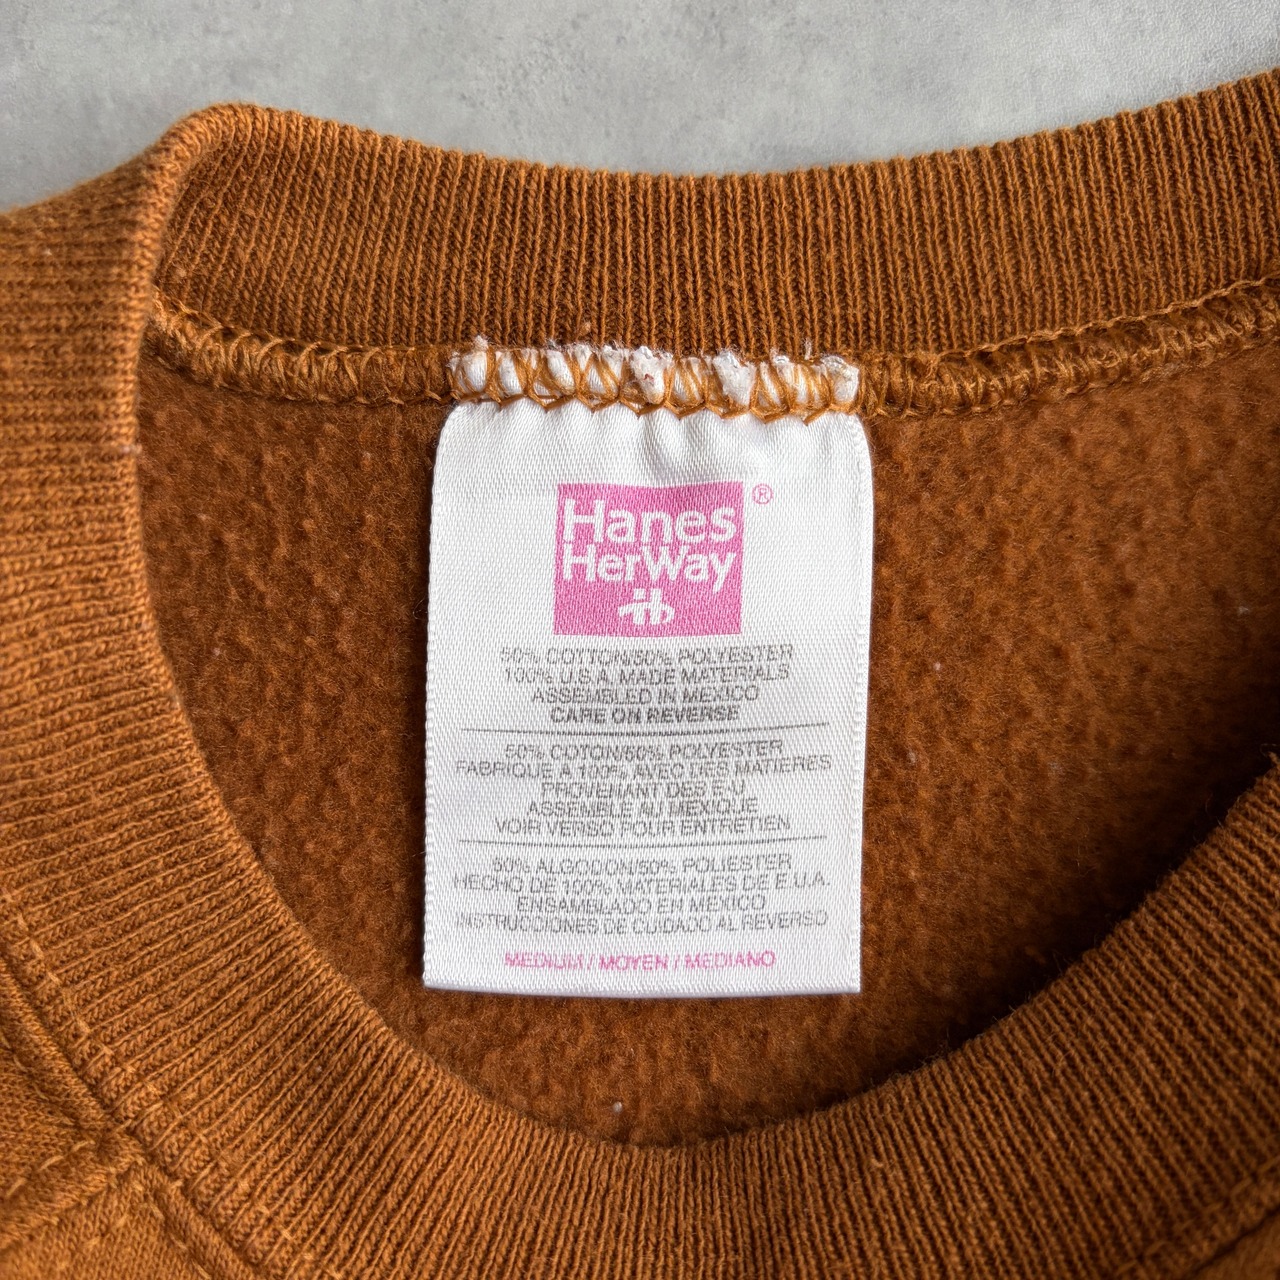 Hanes
HerWay
®
50% COTTON/50% POLYESTER
100% U.S.A. MADE MATERIALS
ASSEMBLED IN MEXICO
CARE ON REVERSE
50% COTON/50% POLYESTER
FABRIQUE A 100% AVEC DES MATIERES
PROVENANT DES E-U
ASSEMBLE AU MEXIQUE
VOIR VERSO POUR ENTRETIEN
50% ALGODON/50% POLIESTER
HECHO DE 100% MATERIALES DE E.U.A.
ENSAMBLADO EN MEXICO
INSTRUCCIONES DE CUIDADO AL REVERSO
MEDIUM / MOYEN / MEDIANO